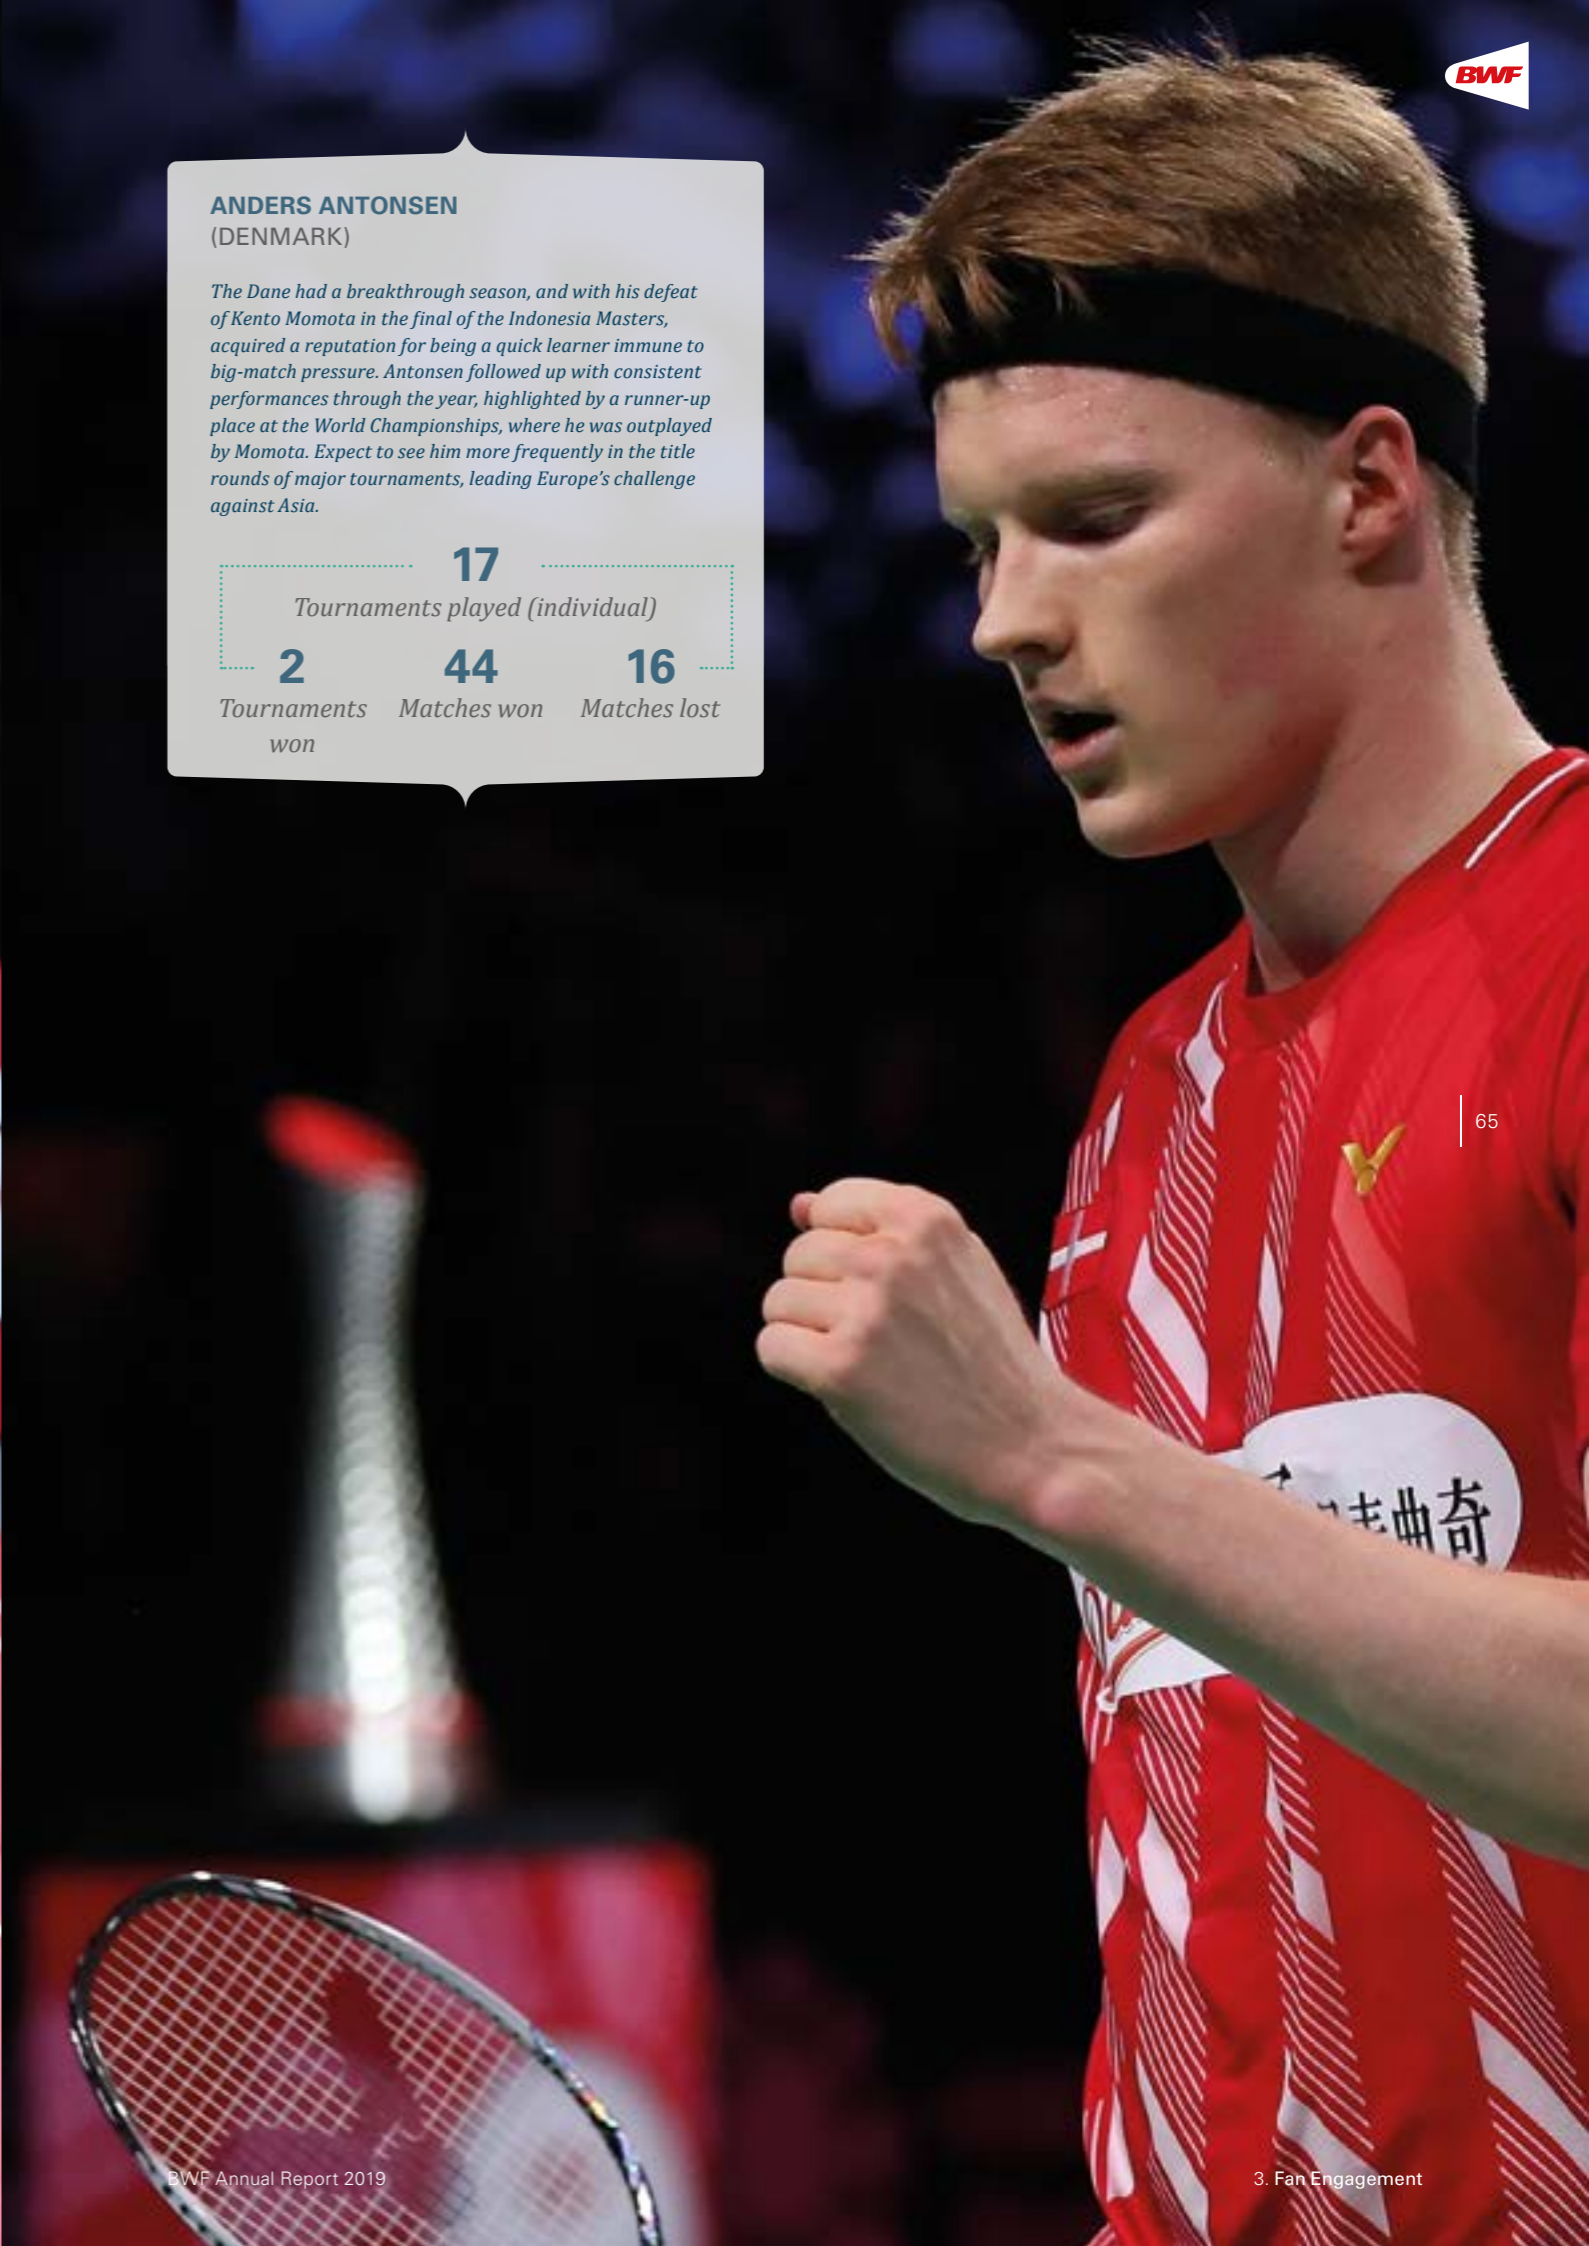 BWF
ANDERS ANTONSEN
(DENMARK)
The Dane had a breakthrough season, and with his defeat
of Kento Momota in the final of the Indonesia Masters,
acquired a reputation for being a quick learner immune to
big-match pressure. Antonsen followed up with consistent
performances through the year, highlighted by a runner-up
place at the World Championships, where he was outplayed
by Momota. Expect to see him more frequently in the title
rounds of major tournaments, leading Europe’s challenge
against Asia.
17
Tournaments played (individual)
2 44 16
Tournaments Matches won Matches lost
won
65
曲奇
BWF Annual Report 2019
3. Fan Engagement